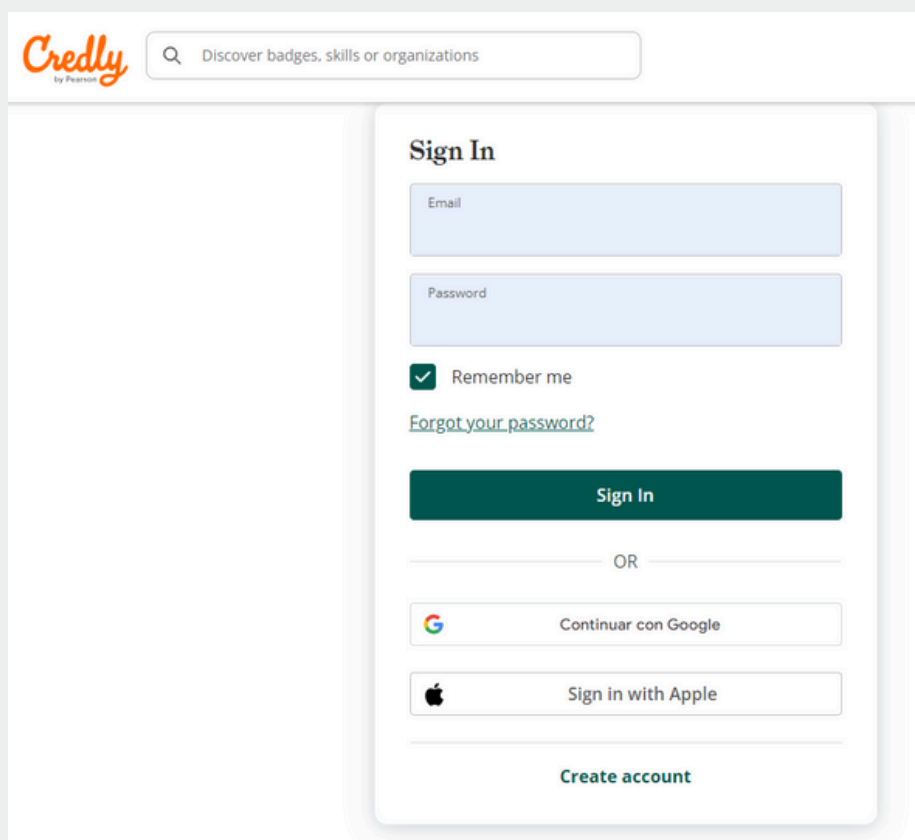 Credly
by Pearson
Discover badges, skills or organizations
Sign In
Email
Password
Remember me
Forgot your password?
Sign In
OR
Continuar con Google
Sign in with Apple
Create account